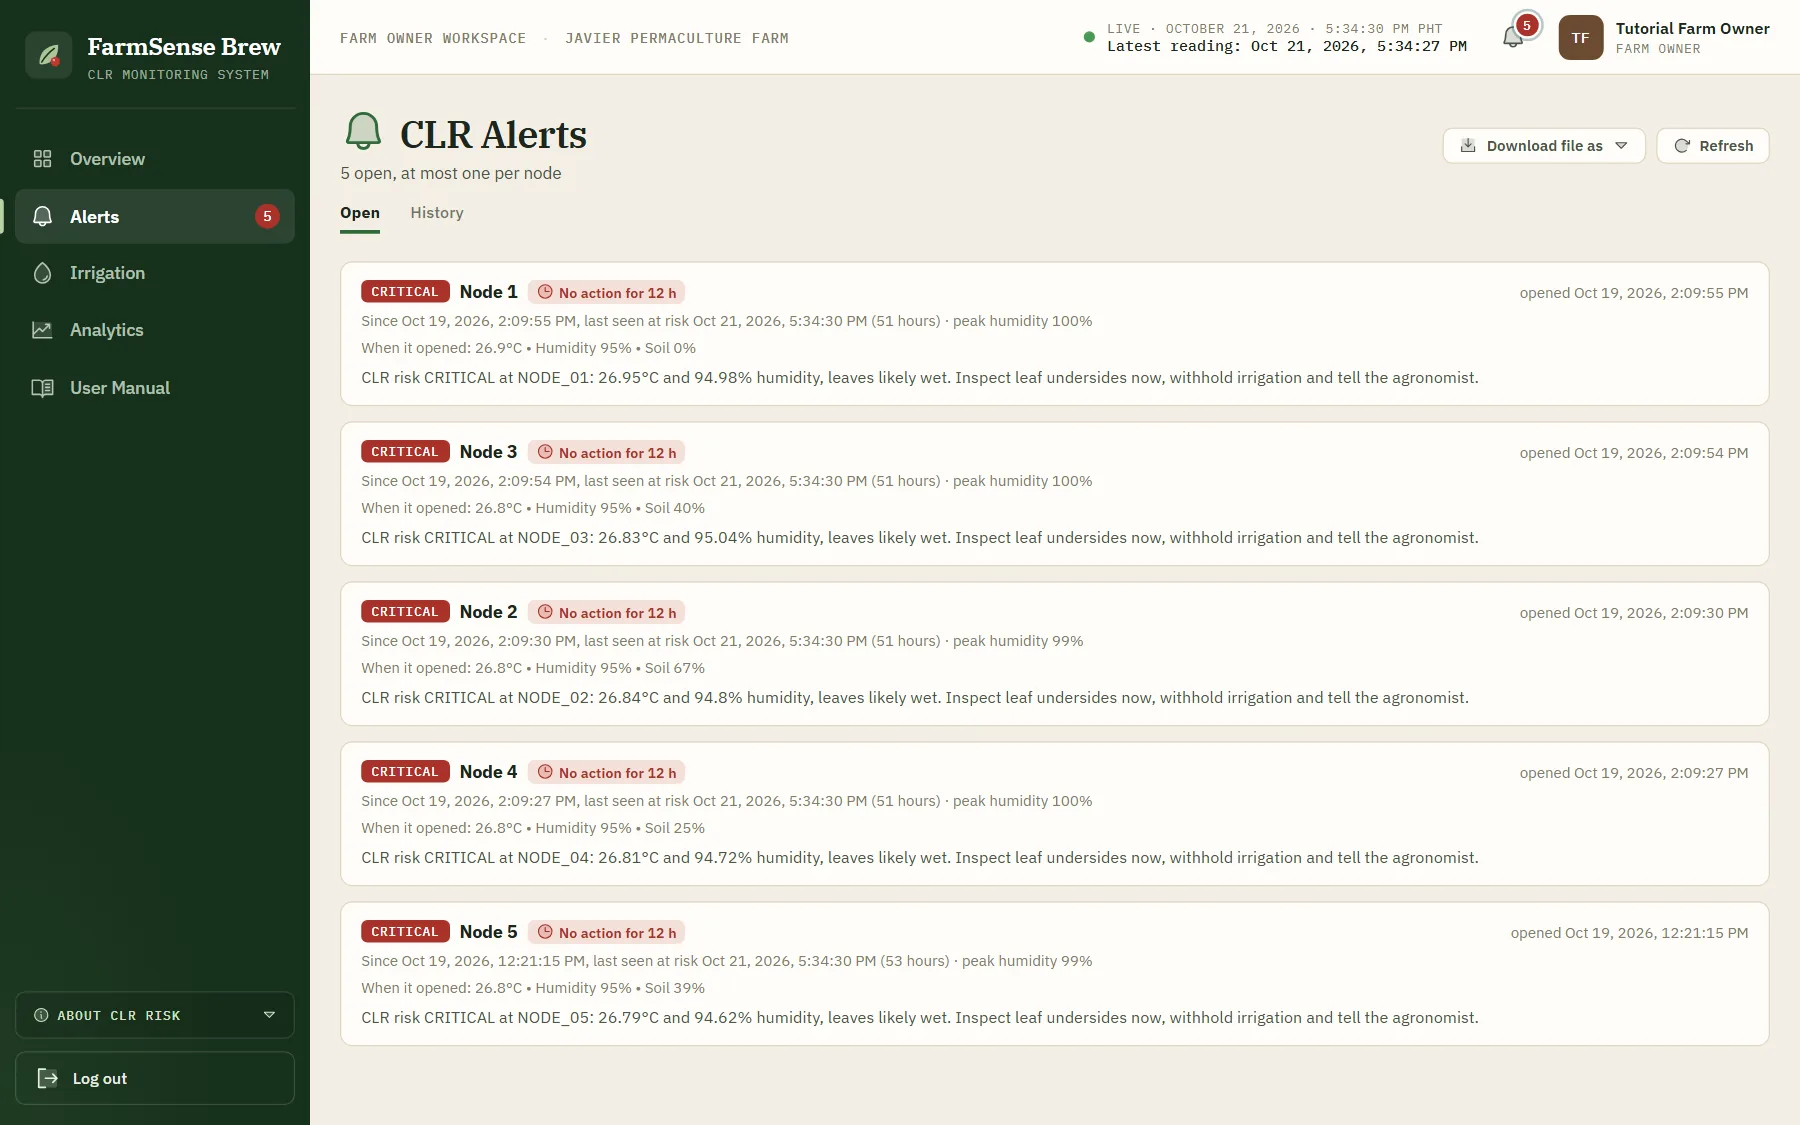 FarmSense Brew
CLR MONITORING SYSTEM
Overview
Alerts
5
Irrigation
Analytics
User Manual
ABOUT CLR RISK
Log out
FARM OWNER WORKSPACE · JAVIER PERMACULTURE FARM
LIVE · OCTOBER 21, 2026 · 5:34:30 PM PHT
Latest reading: Oct 21, 2026, 5:34:27 PM
5
TF
Tutorial Farm Owner
FARM OWNER
CLR Alerts
5 open, at most one per node
Download file as
Refresh
Open
History
CRITICAL Node 1 No action for 12 h
opened Oct 19, 2026, 2:09:55 PM
Since Oct 19, 2026, 2:09:55 PM, last seen at risk Oct 21, 2026, 5:34:30 PM (51 hours) · peak humidity 100%
When it opened: 26.9°C • Humidity 95% • Soil 0%
CLR risk CRITICAL at NODE_01: 26.95°C and 94.98% humidity, leaves likely wet. Inspect leaf undersides now, withhold irrigation and tell the agronomist.
CRITICAL Node 3 No action for 12 h
opened Oct 19, 2026, 2:09:54 PM
Since Oct 19, 2026, 2:09:54 PM, last seen at risk Oct 21, 2026, 5:34:30 PM (51 hours) · peak humidity 100%
When it opened: 26.8°C • Humidity 95% • Soil 40%
CLR risk CRITICAL at NODE_03: 26.83°C and 95.04% humidity, leaves likely wet. Inspect leaf undersides now, withhold irrigation and tell the agronomist.
CRITICAL Node 2 No action for 12 h
opened Oct 19, 2026, 2:09:30 PM
Since Oct 19, 2026, 2:09:30 PM, last seen at risk Oct 21, 2026, 5:34:30 PM (51 hours) · peak humidity 99%
When it opened: 26.8°C • Humidity 95% • Soil 67%
CLR risk CRITICAL at NODE_02: 26.84°C and 94.8% humidity, leaves likely wet. Inspect leaf undersides now, withhold irrigation and tell the agronomist.
CRITICAL Node 4 No action for 12 h
opened Oct 19, 2026, 2:09:27 PM
Since Oct 19, 2026, 2:09:27 PM, last seen at risk Oct 21, 2026, 5:34:30 PM (51 hours) · peak humidity 100%
When it opened: 26.8°C • Humidity 95% • Soil 25%
CLR risk CRITICAL at NODE_04: 26.81°C and 94.72% humidity, leaves likely wet. Inspect leaf undersides now, withhold irrigation and tell the agronomist.
CRITICAL Node 5 No action for 12 h
opened Oct 19, 2026, 12:21:15 PM
Since Oct 19, 2026, 12:21:15 PM, last seen at risk Oct 21, 2026, 5:34:30 PM (53 hours) · peak humidity 99%
When it opened: 26.8°C • Humidity 95% • Soil 39%
CLR risk CRITICAL at NODE_05: 26.79°C and 94.62% humidity, leaves likely wet. Inspect leaf undersides now, withhold irrigation and tell the agronomist.